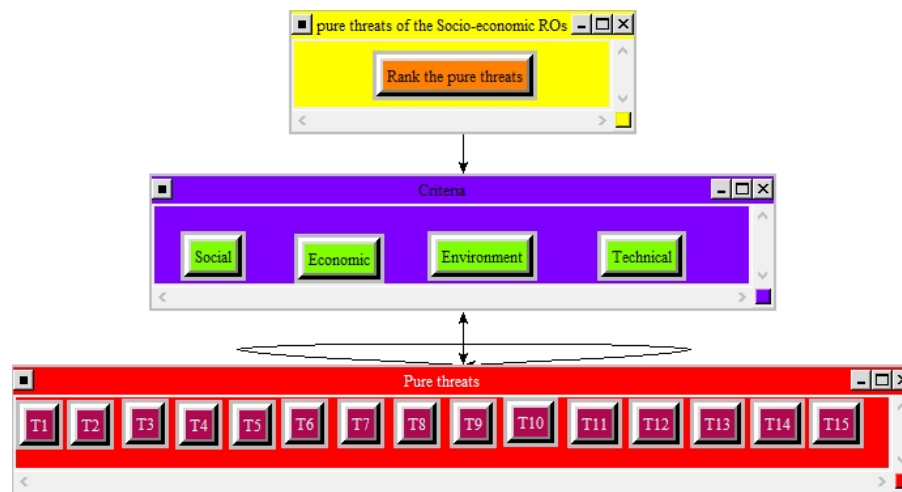 pure threats of the Socio-economic ROs
Rank the pure threats
Criteria
Social
Economic
Environment
Technical
Pure threats
T1 T2 T3 T4 T5 T6 T7 T8 T9 T10 T11 T12 T13 T14 T15